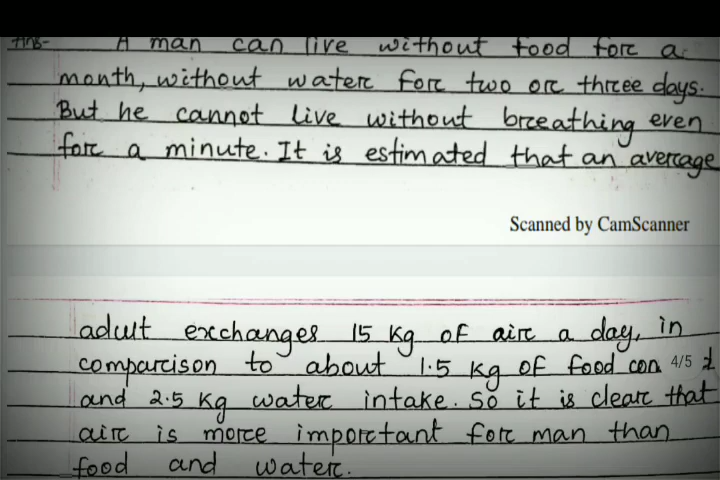 Ans- A man can live without food for a
month, without water for two or three days.
But he cannot live without breathing even
for a minute. It is estimated that an average
Scanned by CamScanner
adult exchanges 15 Kg of air a day, in
comparison to about 1.5 kg of food con 4/5
and 2.5 Kg water intake. So it is clear that
air is more important for man than
food and water.